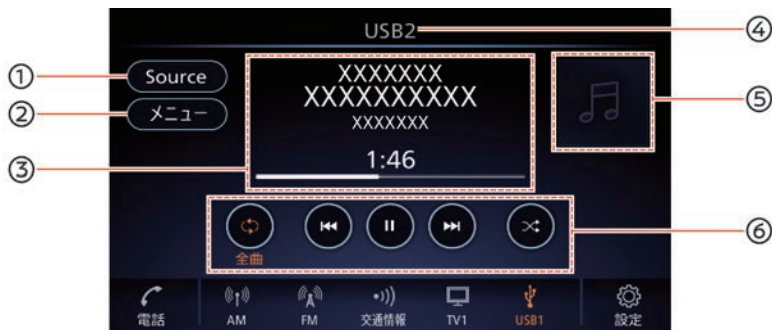 USB2
④
①
Source
②
メニュー
③
XXXXXXX
XXXXXXXXXX
XXXXXXX
1:46
⑤
⑥
全曲
電話
AM
FM
交通情報
TV1
USB1
設定